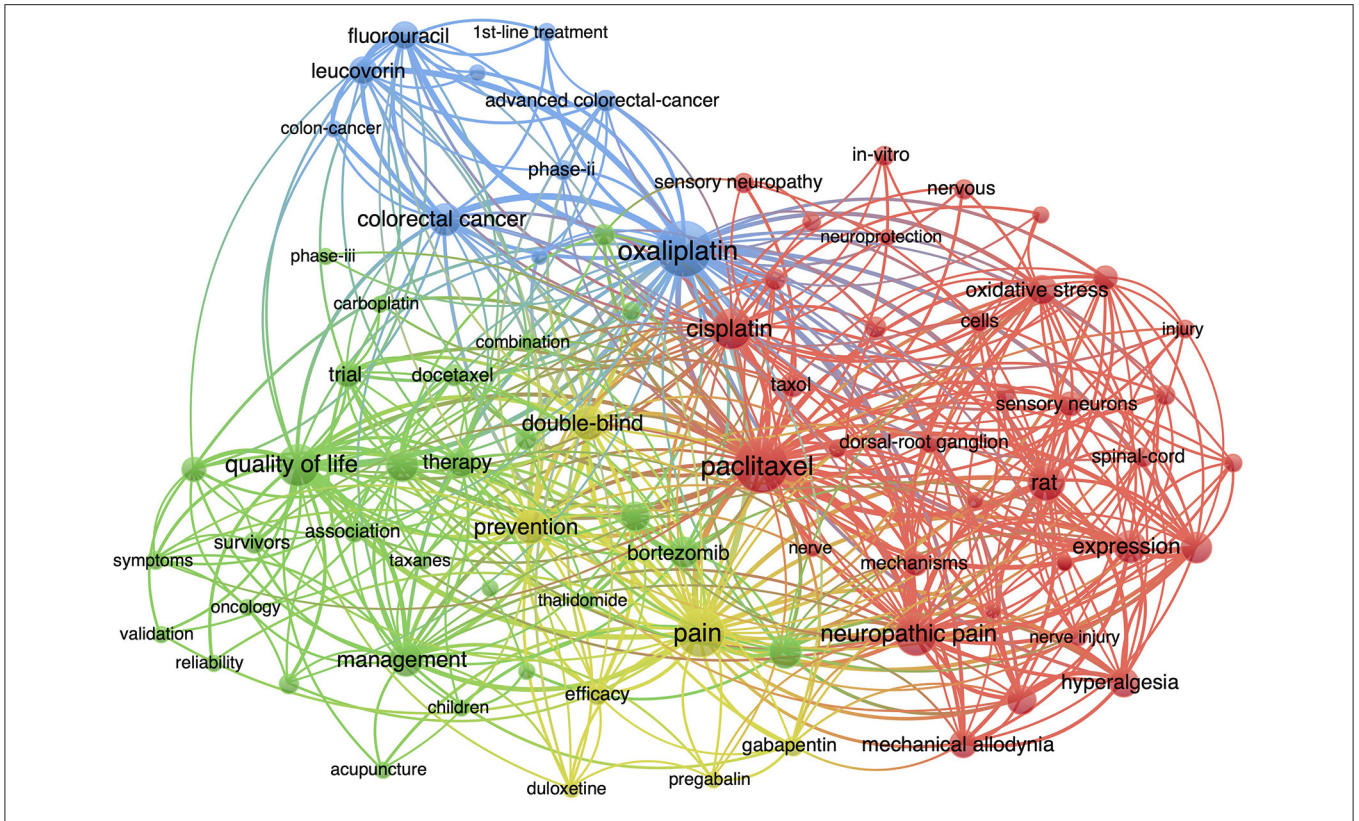 fluorouracil
1st-line treatment
leucovorin
advanced colorectal-cancer
colon-cancer
in-vitro
phase-ii
sensory neuropathy
nervous
colorectal cancer
neuroprotection
oxaliplatin
phase-iii
oxidative stress
carboplatin
cells
cisplatin
injury
combination
trial
docetaxel
taxol
sensory neurons
double-blind
dorsal-root ganglion
spinal-cord
quality of life
therapy
paclitaxel
rat
prevention
association
survivors
expression
nerve
bortezomib
symptoms
taxanes
mechanisms
thalidomide
oncology
validation
pain
neuropathic pain
nerve injury
reliability
management
hyperalgesia
efficacy
children
gabapentin
mechanical allodynia
acupuncture
pregabalin
duloxetine